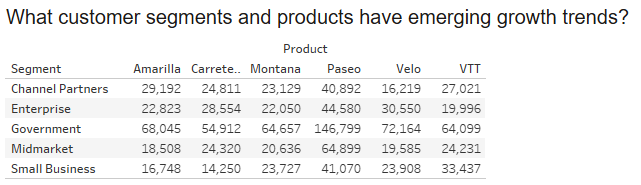 What customer segments and products have emerging growth trends?
Product
Segment Amarilla Carrete.. Montana Paseo Velo VTT
Channel Partners 29,192 24,811 23,129 40,892 16,219 27,021
Enterprise 22,823 28,554 22,050 44,580 30,550 19,996
Government 68,045 54,912 64,657 146,799 72,164 64,099
Midmarket 18,508 24,320 20,636 64,899 19,585 24,231
Small Business 16,748 14,250 23,727 41,070 23,908 33,437